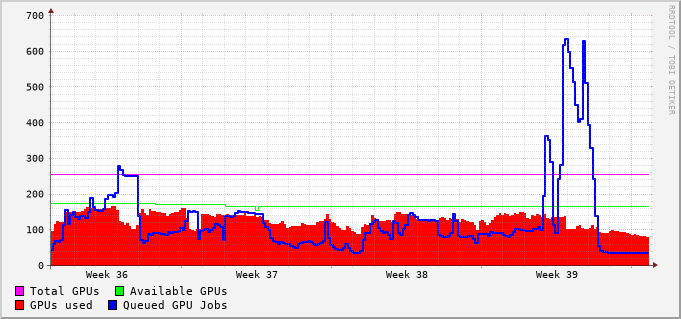 700
600
500
400
300
200
100
0
Week 36 Week 37 Week 38 Week 39
Total GPUs Available GPUs
GPUs used Queued GPU Jobs
RRDTOOL / TOBI OETIKER